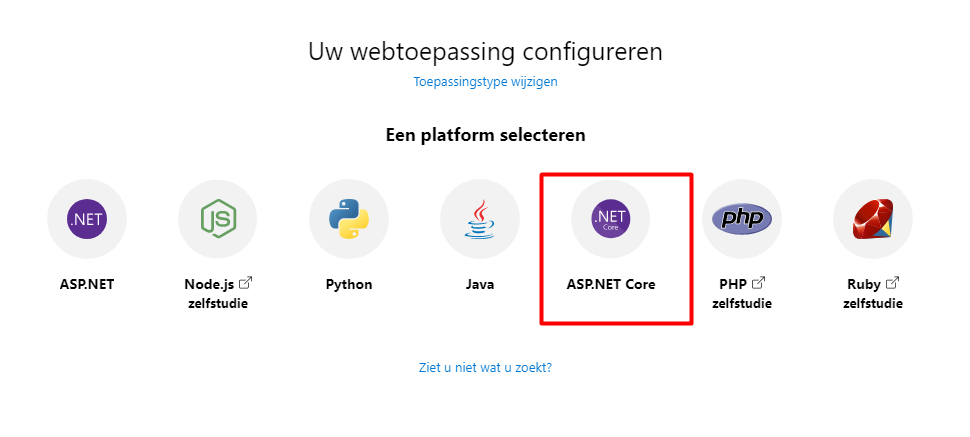 Uw webtoepassing configureren
Toepassingstype wijzigen
Een platform selecteren
.NET
JS
.NET
Core
php
ASP.NET
Node.js
zelfstudie
Python
Java
ASP.NET Core
PHP
zelfstudie
Ruby
zelfstudie
Ziet u niet wat u zoekt?